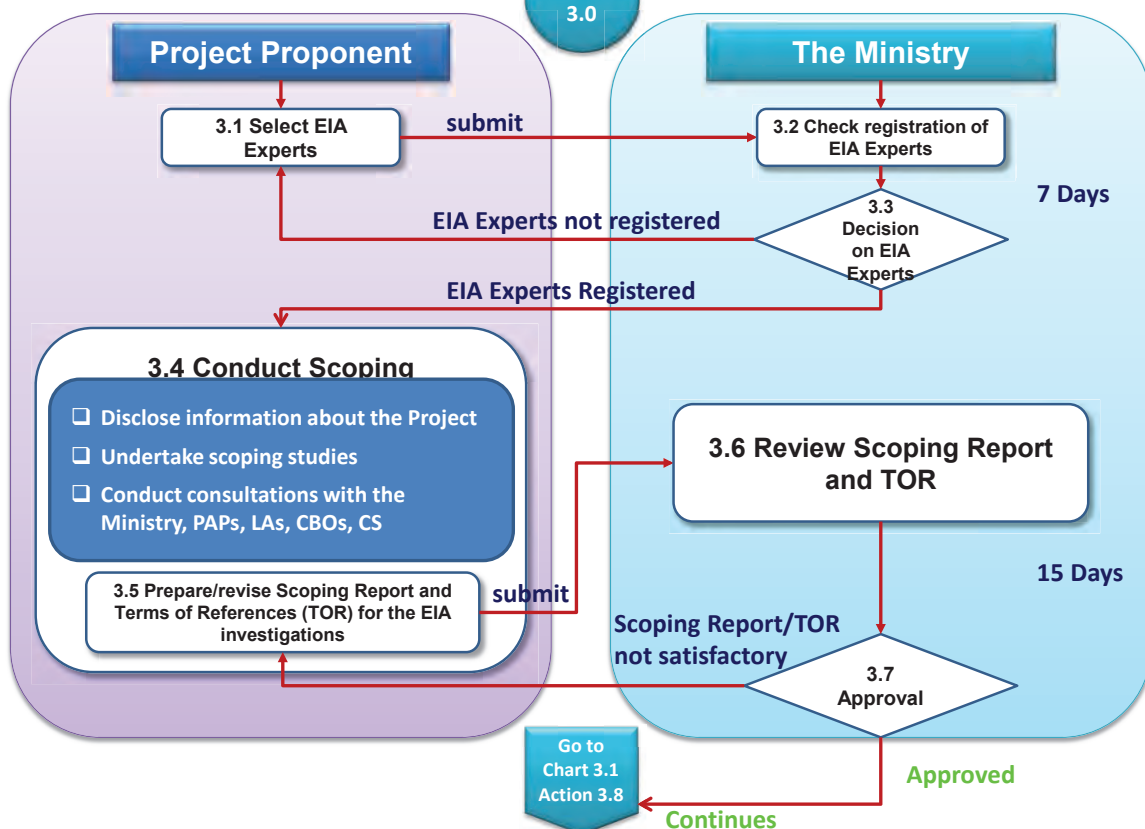 3.0
Project Proponent
The Ministry
3.1 Select EIA
Experts
submit
3.2 Check registration of
EIA Experts
7 Days
3.3
Decision
on EIA
Experts
EIA Experts not registered
EIA Experts Registered
3.4 Conduct Scoping
❑ Disclose information about the Project
❑ Undertake scoping studies
❑ Conduct consultations with the
Ministry, PAPs, LAs, CBOs, CS
3.5 Prepare/revise Scoping Report and
Terms of References (TOR) for the EIA
investigations
submit
3.6 Review Scoping Report
and TOR
15 Days
Scoping Report/TOR
not satisfactory
3.7
Approval
Approved
Go to
Chart 3.1
Action 3.8
Continues